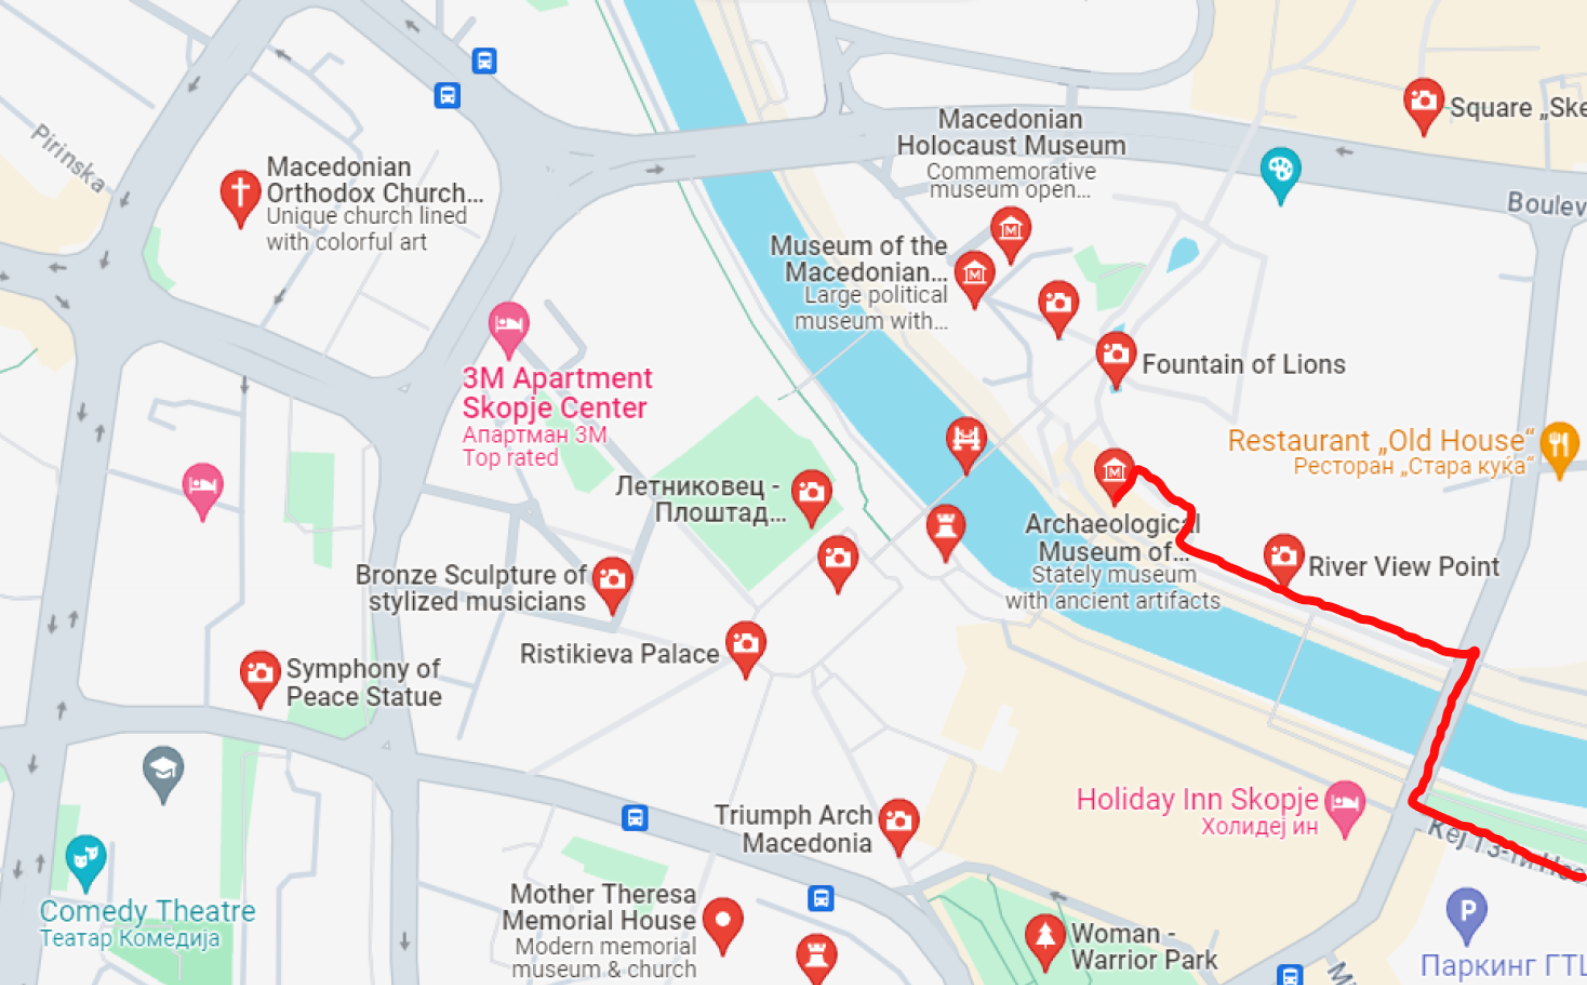 Pirinska
Macedonian
Orthodox Church...
Unique church lined
with colorful art
Macedonian
Holocaust Museum
Commemorative
museum open...
Square „Ske
Boulev
Museum of the
Macedonian...
Large political
museum with...
3M Apartment
Skopje Center
Апартман 3М
Top rated
Fountain of Lions
Restaurant „Old House“
Ресторан „Стара куќа“
Летниковец -
Плоштад...
Archaeological
Museum of...
Stately museum
with ancient artifacts
River View Point
Bronze Sculpture of
stylized musicians
Ristikieva Palace
Symphony of
Peace Statue
Holiday Inn Skopje
Холидеј ин
Кеј 13-ти
Triumph Arch
Macedonia
Mother Theresa
Memorial House
Modern memorial
museum & church
Comedy Theatre
Театар Комедија
Woman -
Warrior Park
P
Паркинг ГТЦ